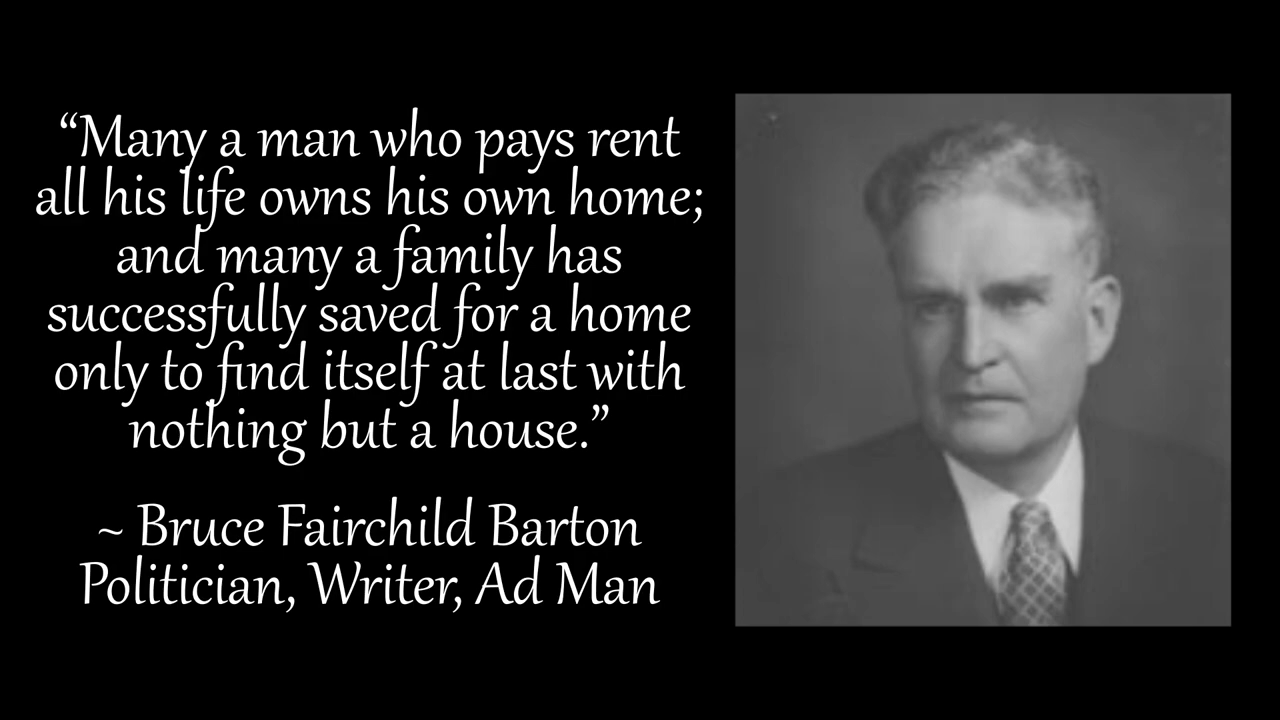 “Many a man who pays rent
all his life owns his own home;
and many a family has
successfully saved for a home
only to find itself at last with
nothing but a house.”
~ Bruce Fairchild Barton
Politician, Writer, Ad Man